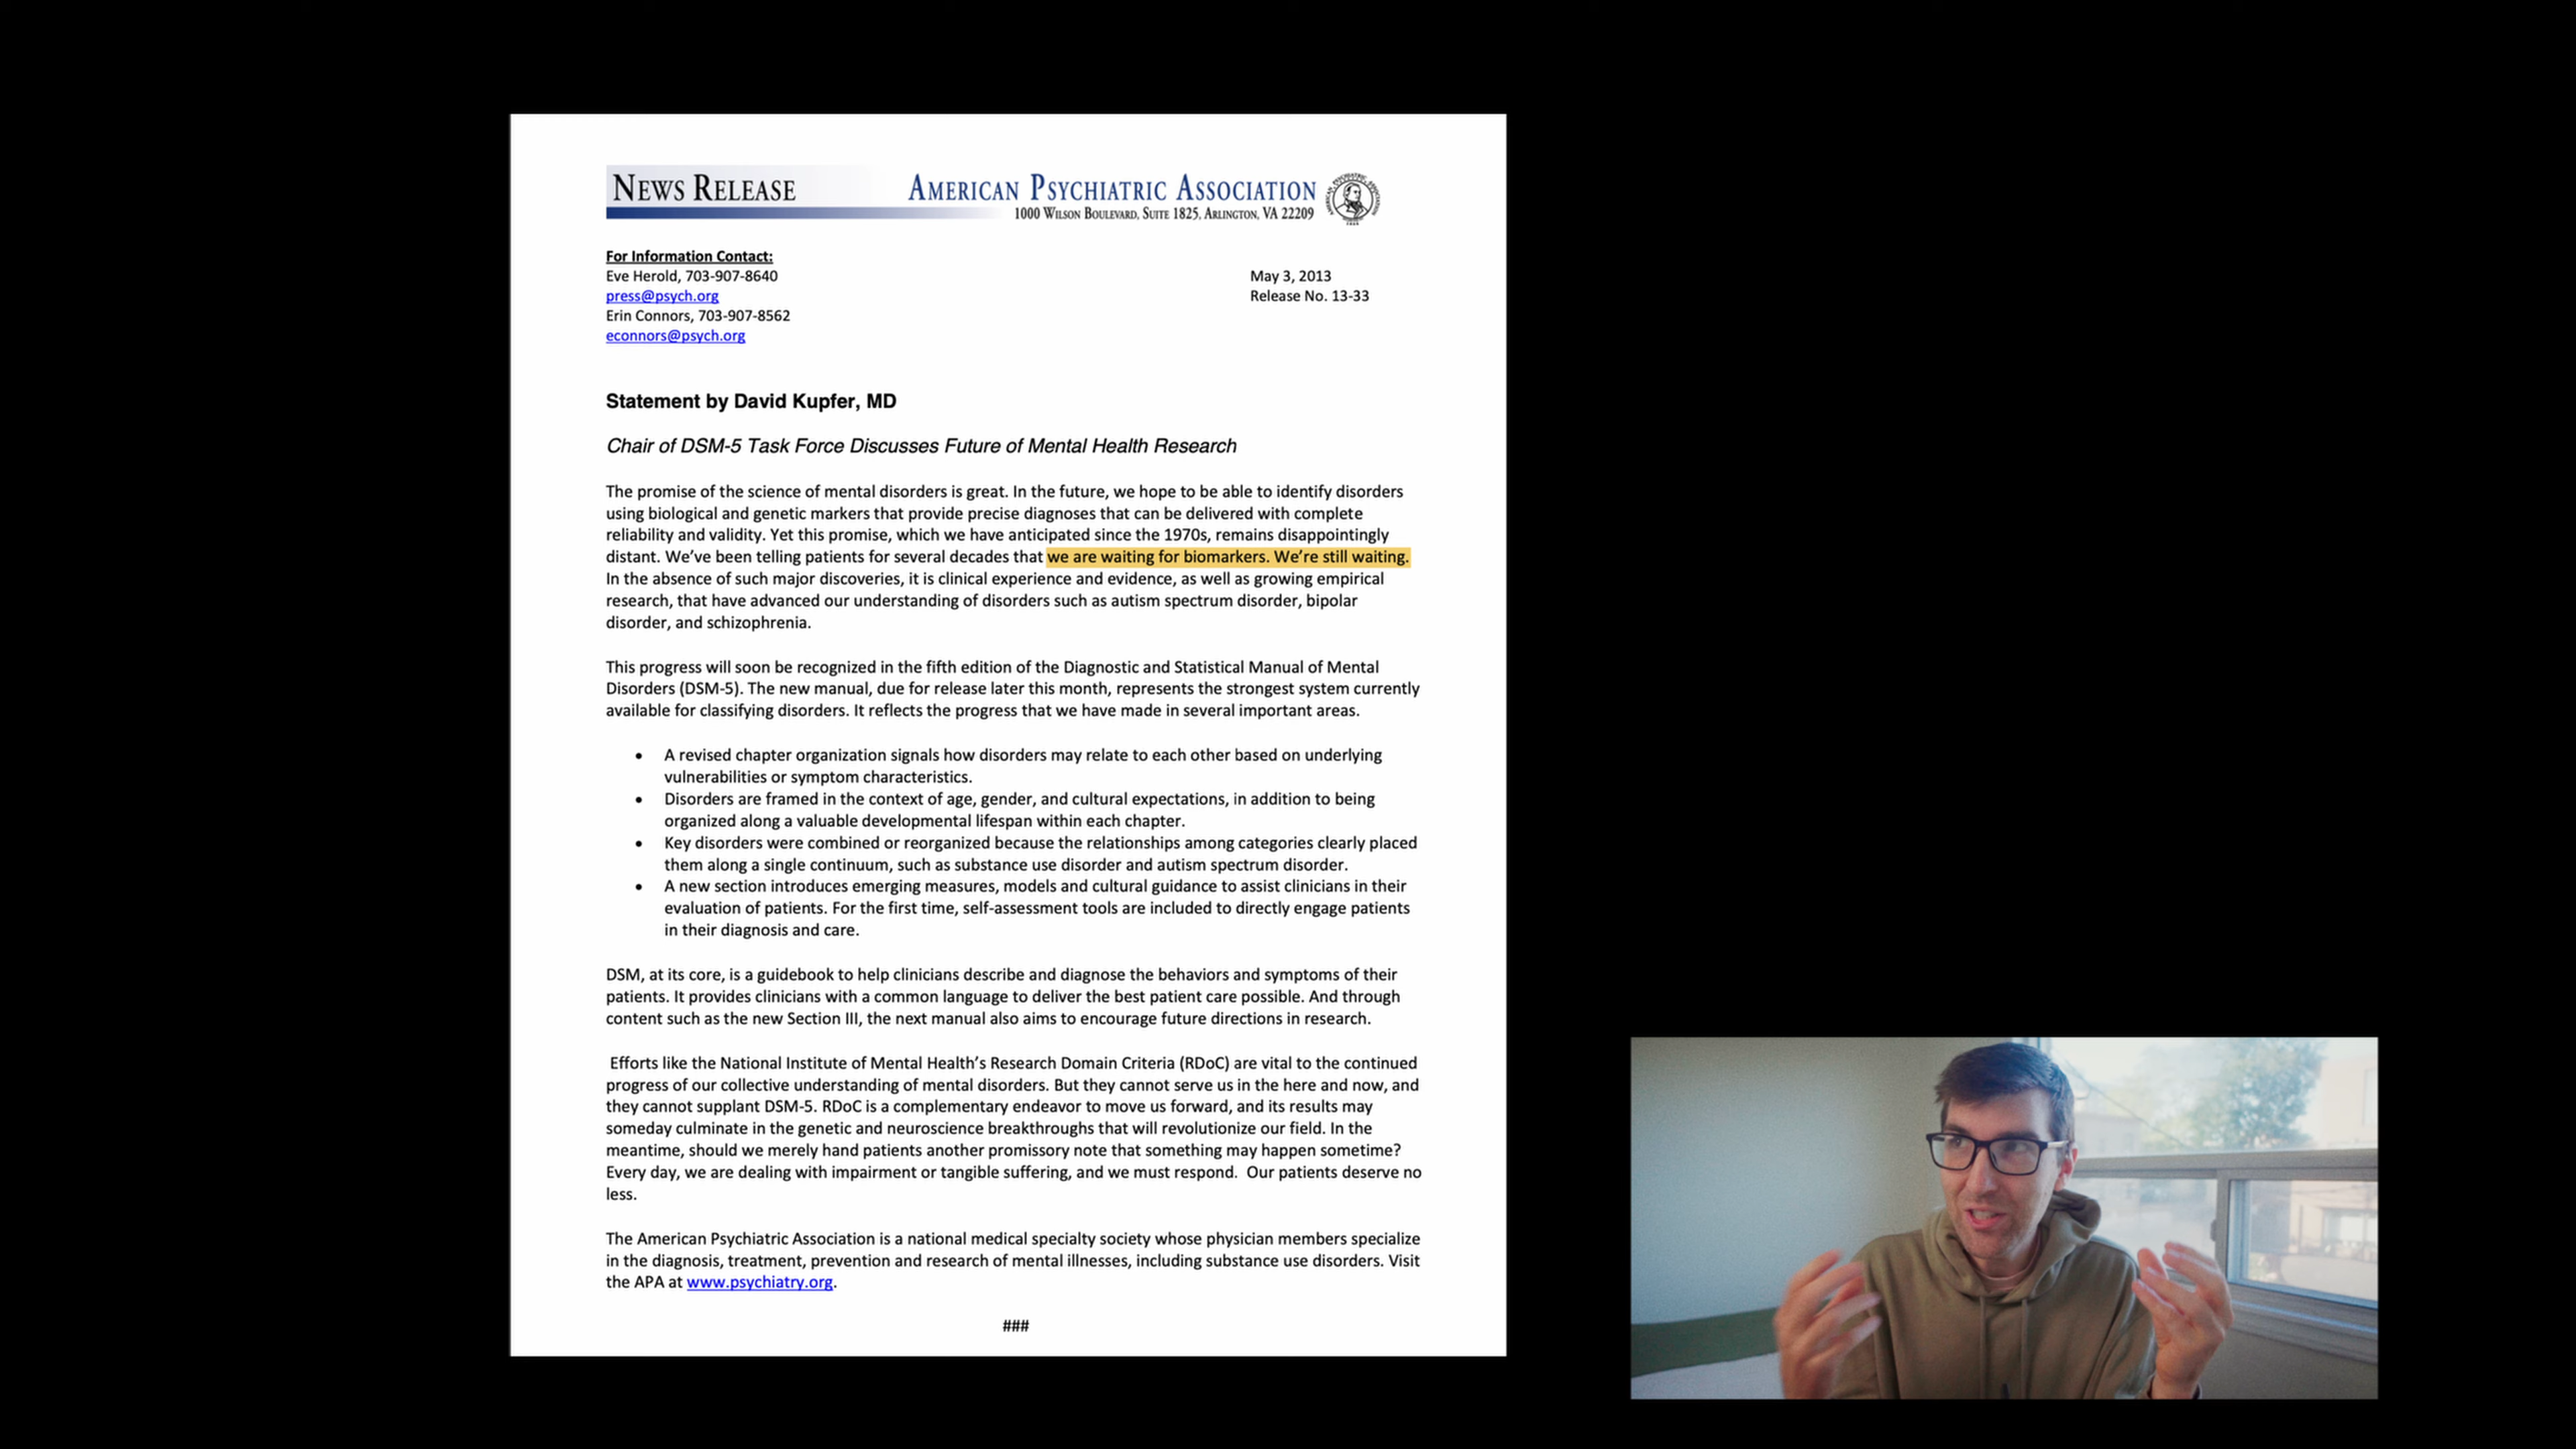 NEWS RELEASE
AMERICAN PSYCHIATRIC ASSOCIATION
1000 WILSON BOULEVARD, SUITE 1825, ARLINGTON, VA 22209
For Information Contact:
Eve Herold, 703-907-8640
May 3, 2013
press@psych.org
Release No. 13-33
Erin Connors, 703-907-8562
econnors@psych.org
Statement by David Kupfer, MD
Chair of DSM-5 Task Force Discusses Future of Mental Health Research
The promise of the science of mental disorders is great. In the future, we hope to be able to identify disorders
using biological and genetic markers that provide precise diagnoses that can be delivered with complete
reliability and validity. Yet this promise, which we have anticipated since the 1970s, remains disappointingly
distant. We’ve been telling patients for several decades that we are waiting for biomarkers. We’re still waiting.
In the absence of such major discoveries, it is clinical experience and evidence, as well as growing empirical
research, that have advanced our understanding of disorders such as autism spectrum disorder, bipolar
disorder, and schizophrenia.
This progress will soon be recognized in the fifth edition of the Diagnostic and Statistical Manual of Mental
Disorders (DSM-5). The new manual, due for release later this month, represents the strongest system currently
available for classifying disorders. It reflects the progress that we have made in several important areas.
• A revised chapter organization signals how disorders may relate to each other based on underlying
vulnerabilities or symptom characteristics.
• Disorders are framed in the context of age, gender, and cultural expectations, in addition to being
organized along a valuable developmental lifespan within each chapter.
• Key disorders were combined or reorganized because the relationships among categories clearly placed
them along a single continuum, such as substance use disorder and autism spectrum disorder.
• A new section introduces emerging measures, models and cultural guidance to assist clinicians in their
evaluation of patients. For the first time, self-assessment tools are included to directly engage patients
in their diagnosis and care.
DSM, at its core, is a guidebook to help clinicians describe and diagnose the behaviors and symptoms of their
patients. It provides clinicians with a common language to deliver the best patient care possible. And through
content such as the new Section III, the next manual also aims to encourage future directions in research.
Efforts like the National Institute of Mental Health’s Research Domain Criteria (RDoC) are vital to the continued
progress of our collective understanding of mental disorders. But they cannot serve us in the here and now, and
they cannot supplant DSM-5. RDoC is a complementary endeavor to move us forward, and its results may
someday culminate in the genetic and neuroscience breakthroughs that will revolutionize our field. In the
meantime, should we merely hand patients another promissory note that something may happen sometime?
Every day, we are dealing with impairment or tangible suffering, and we must respond. Our patients deserve no
less.
The American Psychiatric Association is a national medical specialty society whose physician members specialize
in the diagnosis, treatment, prevention and research of mental illnesses, including substance use disorders. Visit
the APA at www.psychiatry.org.
###